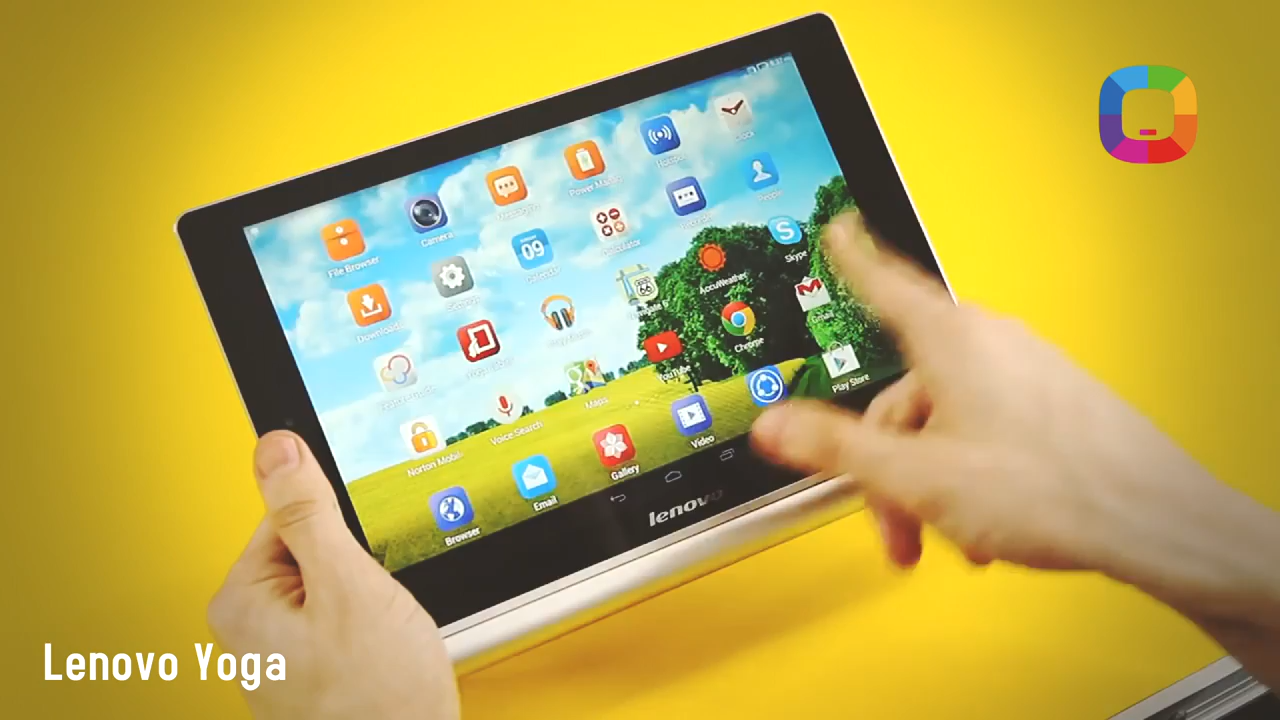 File Browser
Camera
Power Manager
Clock
Downloads
Settings
Calendar
09
Calculator
People
AccuWeather
Skype
Chrome
Gmail
YouTube
Play Store
Maps
Voice Search
Norton Mobile
Browser
Email
Gallery
Video
lenovo
Lenovo Yoga